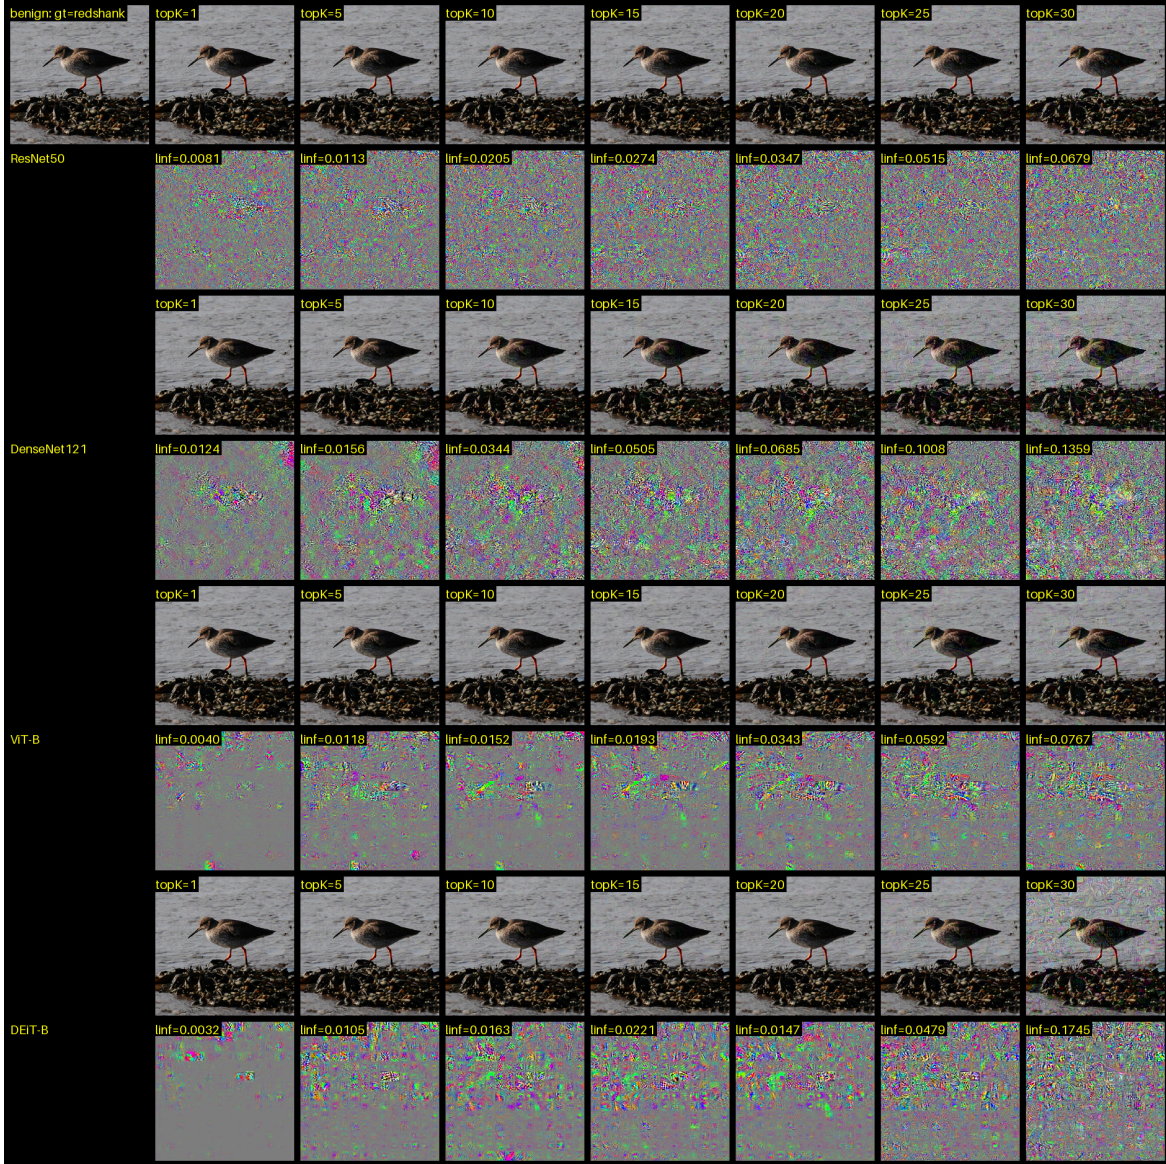 benign: gt=redshank topK=1 topK=5 topK=10 topK=15 topK=20 topK=25 topK=30
ResNet50 linf=0.0081 linf=0.0113 linf=0.0205 linf=0.0274 linf=0.0347 linf=0.0515 linf=0.0679
topK=1 topK=5 topK=10 topK=15 topK=20 topK=25 topK=30
DenseNet121 linf=0.0124 linf=0.0156 linf=0.0344 linf=0.0505 linf=0.0685 linf=0.1008 linf=0.1359
topK=1 topK=5 topK=10 topK=15 topK=20 topK=25 topK=30
ViT-B linf=0.0040 linf=0.0118 linf=0.0152 linf=0.0193 linf=0.0343 linf=0.0592 linf=0.0767
topK=1 topK=5 topK=10 topK=15 topK=20 topK=25 topK=30
DEIT-B linf=0.0032 linf=0.0105 linf=0.0163 linf=0.0221 linf=0.0147 linf=0.0479 linf=0.1745